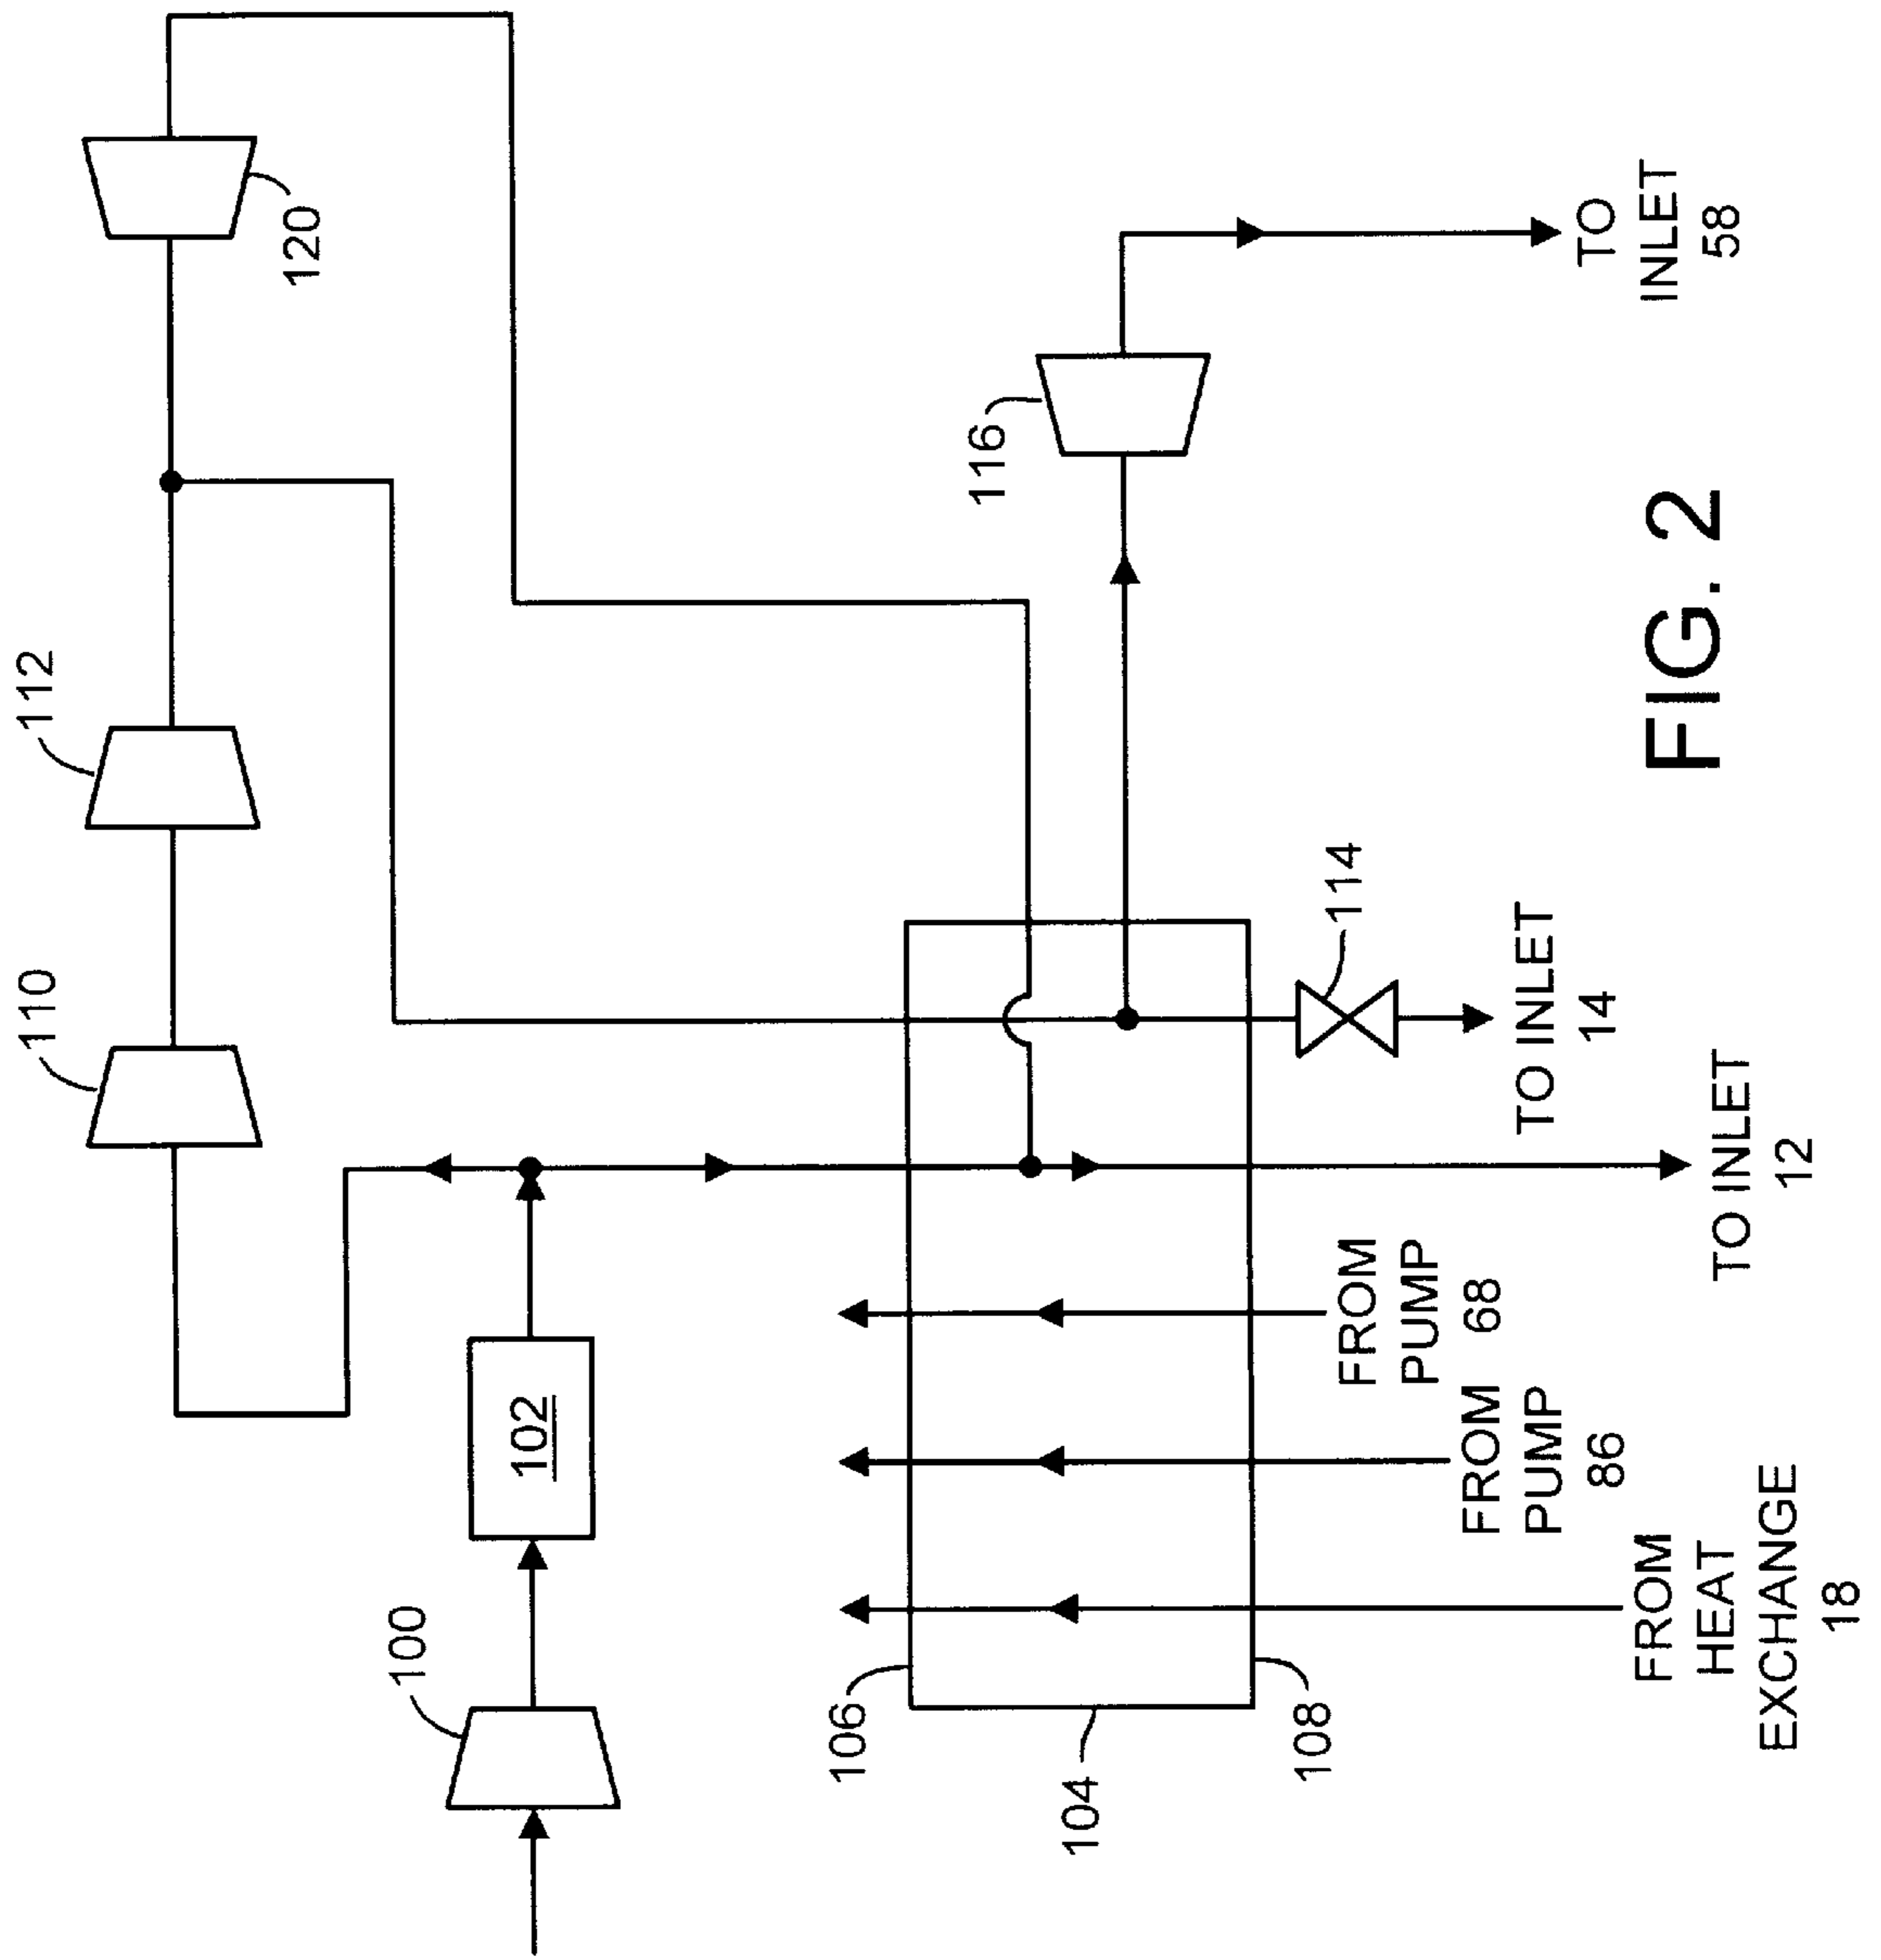 110
112
120
100
102
106
116
104
108
114
FROM
HEAT
EXCHANGE
18
FROM
PUMP
86
FROM
PUMP
68
TO INLET
12
TO INLET
14
TO
INLET
58
FIG. 2